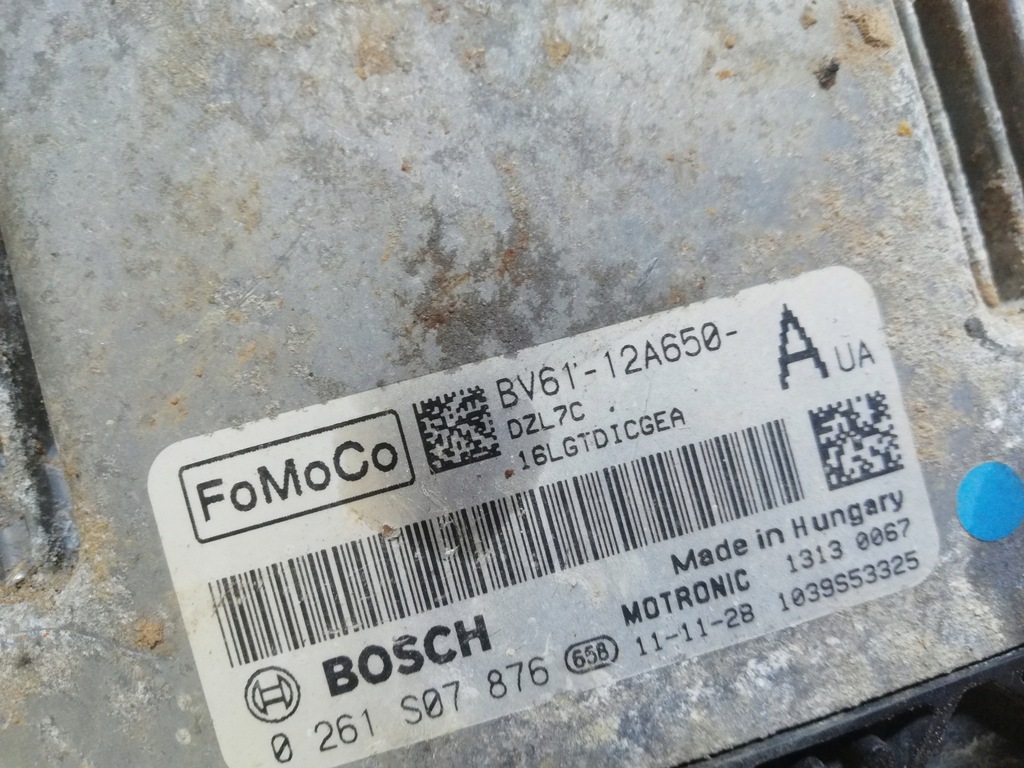 FoMoCo
BV61-12A650-
A UA
DZL7C
16LGTDICGEA
Made in Hungary
MOTRONIC 1313 0067
BOSCH
0 261 S07 876 658 11-11-28 1039S53325